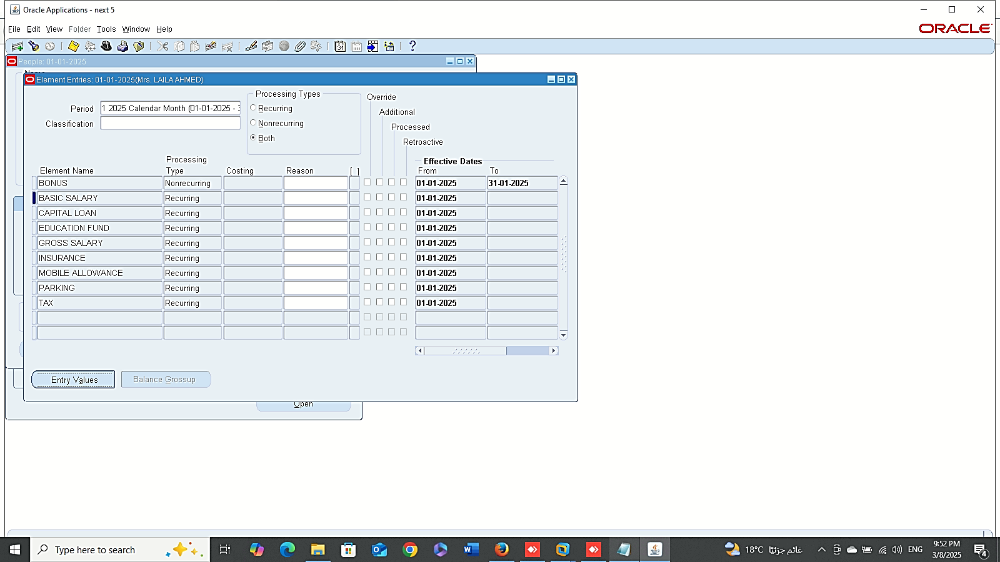 Oracle Applications - next 5
File Edit View Folder Tools Window Help
ORACLE
People: 01-01-2025
Element Entries: 01-01-2025(Mrs. LAILA AHMED)
Period 1 2025 Calendar Month (01-01-2025 - 3
Classification
Processing Types
Recurring
Nonrecurring
Both
Override
Additional
Processed
Retroactive
Effective Dates
Element Name Processing Type Costing Reason [ ] From To
BONUS Nonrecurring 01-01-2025 31-01-2025
BASIC SALARY Recurring 01-01-2025
CAPITAL LOAN Recurring 01-01-2025
EDUCATION FUND Recurring 01-01-2025
GROSS SALARY Recurring 01-01-2025
INSURANCE Recurring 01-01-2025
MOBILE ALLOWANCE Recurring 01-01-2025
PARKING Recurring 01-01-2025
TAX Recurring 01-01-2025
Entry Values Balance Grossup
Open
Type here to search
18°C غائم جزئيًا
ENG
9:52 PM
3/8/2025
4